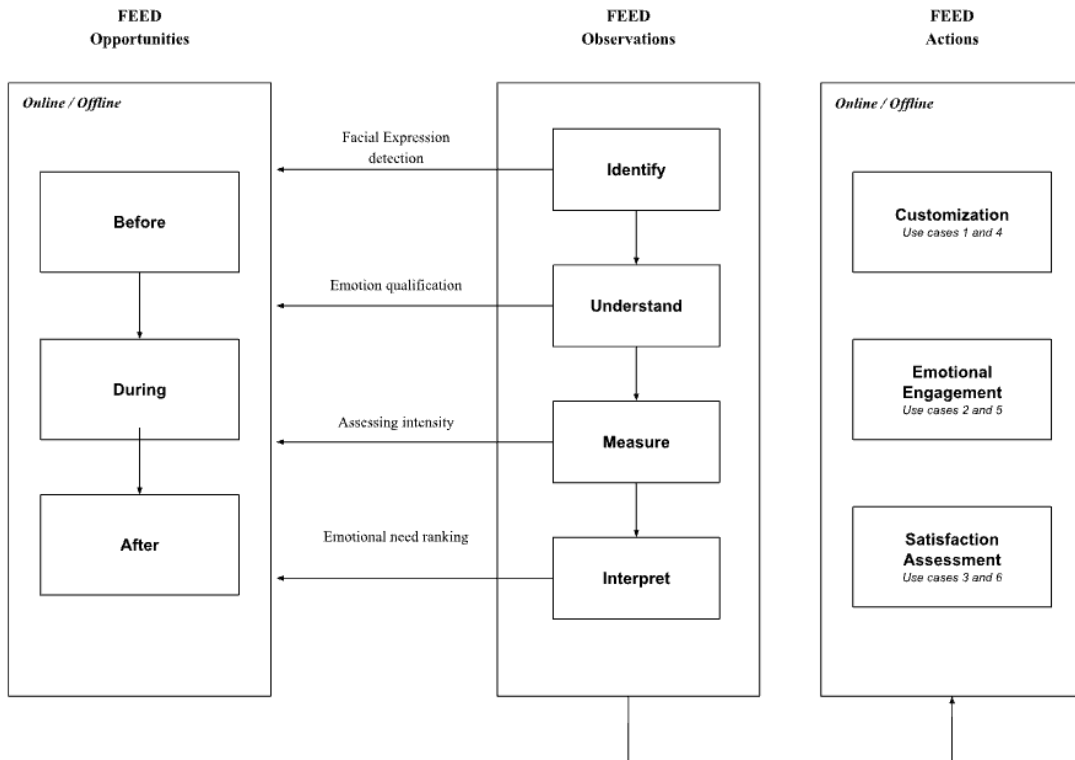 FEED
Opportunities
FEED
Observations
FEED
Actions
Online / Offline
Before
During
After
Facial Expression
detection
Emotion qualification
Assessing intensity
Emotional need ranking
Identify
Understand
Measure
Interpret
Online / Offline
Customization
Use cases 1 and 4
Emotional
Engagement
Use cases 2 and 5
Satisfaction
Assessment
Use cases 3 and 6